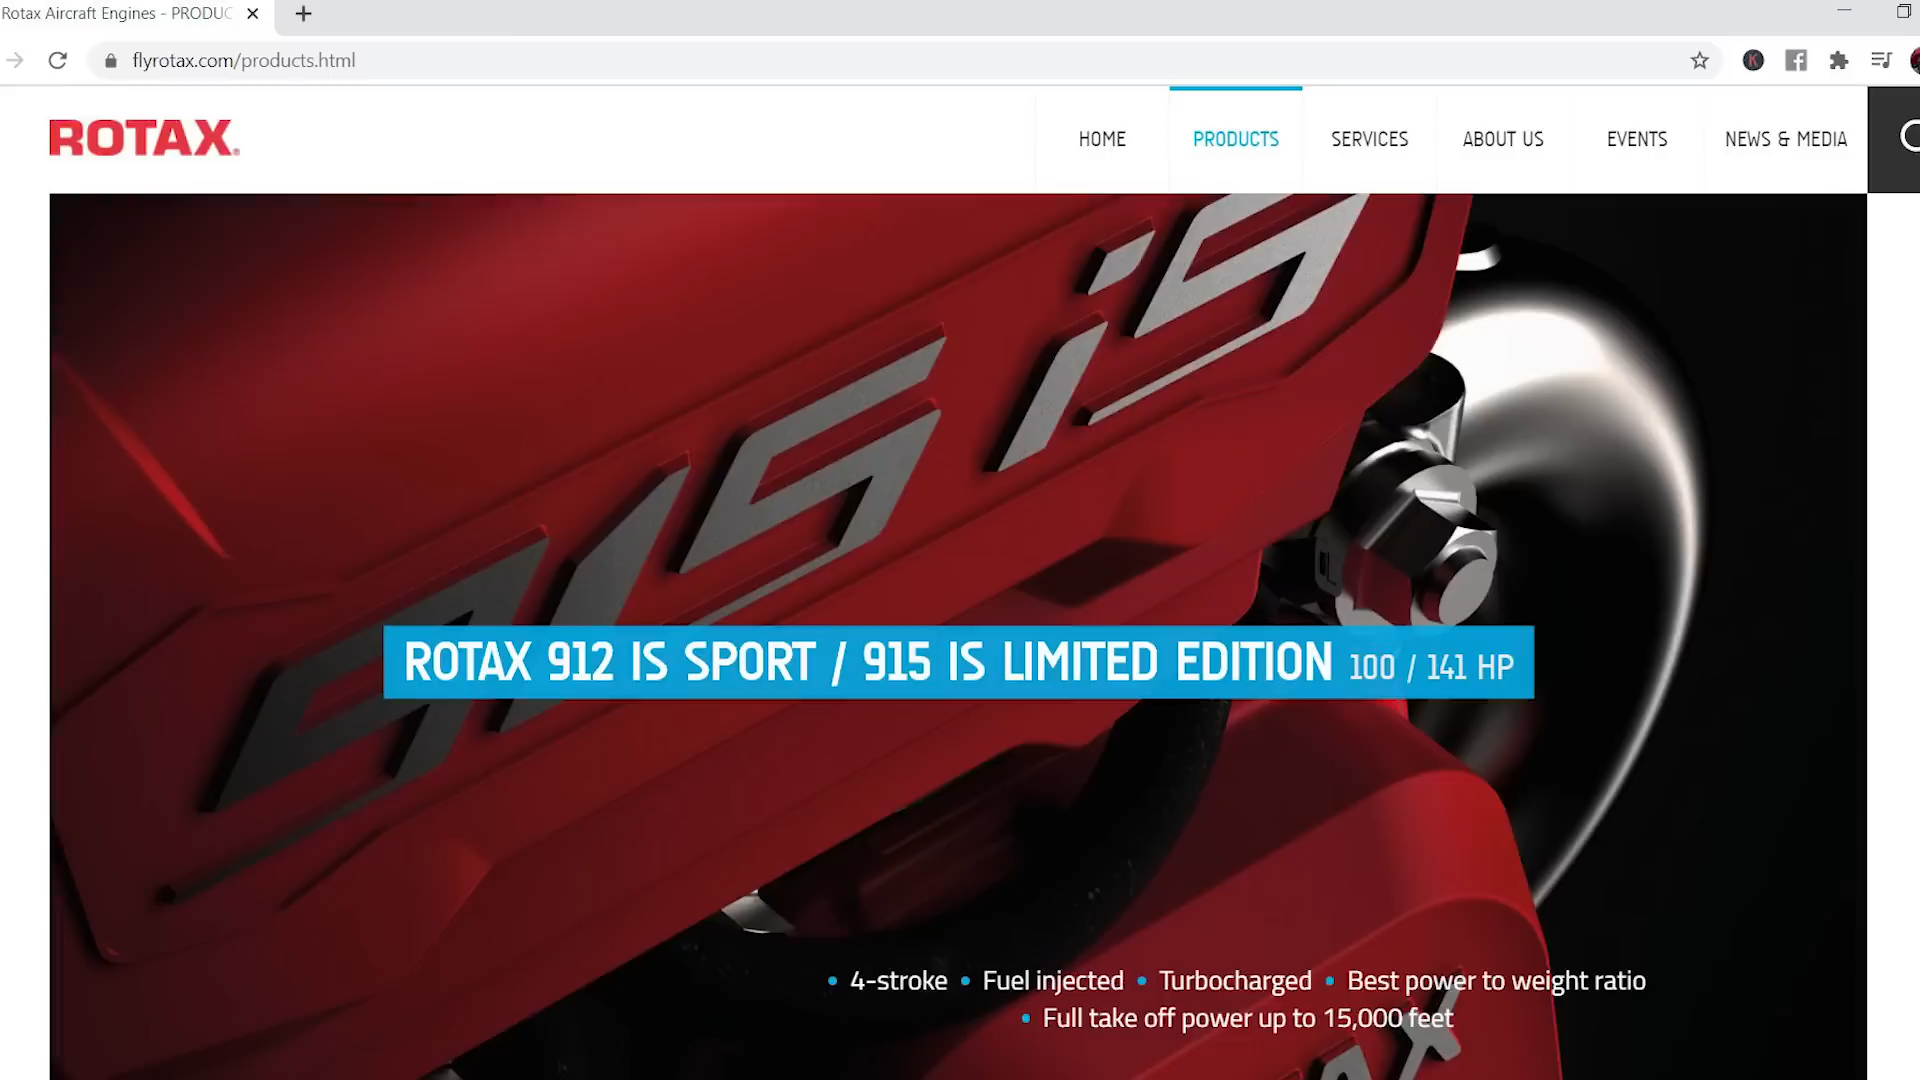 Rotax Aircraft Engines - PRODUC
flyrotax.com/products.html
ROTAX
HOME
PRODUCTS
SERVICES
ABOUT US
EVENTS
NEWS & MEDIA
915 iS
ROTAX 912 IS SPORT / 915 IS LIMITED EDITION 100 / 141 HP
• 4-stroke • Fuel injected • Turbocharged • Best power to weight ratio
• Full take off power up to 15,000 feet
AX